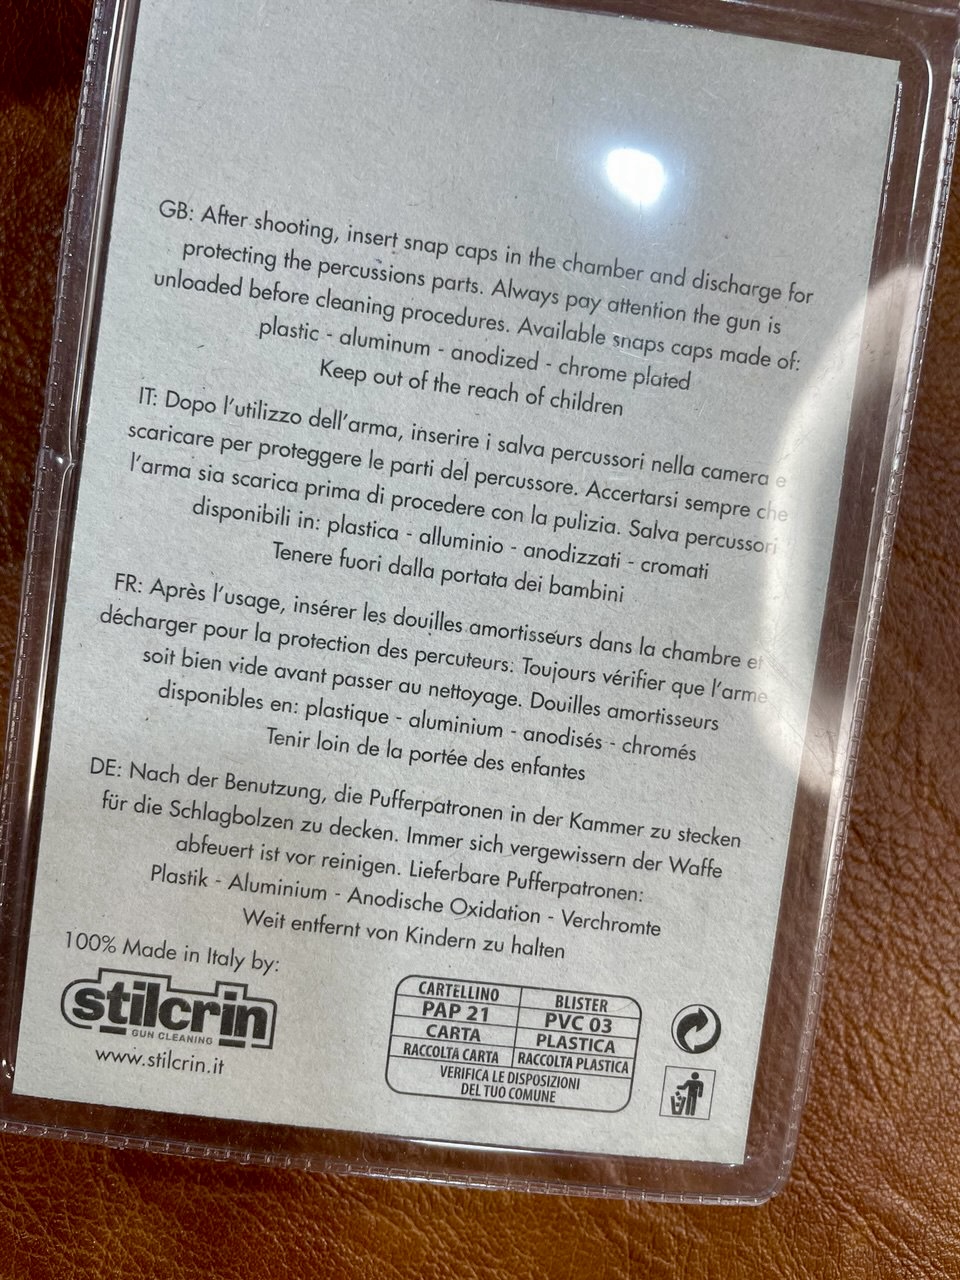 GB: After shooting, insert snap caps in the chamber and discharge for
protecting the percussions parts. Always pay attention the gun is
unloaded before cleaning procedures. Available snaps caps made of:
plastic - aluminum - anodized - chrome plated
Keep out of the reach of children
IT: Dopo l'utilizzo dell'arma, inserire i salva percussori nella camera e
scaricare per proteggere le parti del percussore. Accertarsi sempre che
l'arma sia scarica prima di procedere con la pulizia. Salva percussori
disponibili in: plastica - alluminio - anodizzati - cromati
Tenere fuori dalla portata dei bambini
FR: Après l'usage, insérer les douilles amortisseurs dans la chambre et
décharger pour la protection des percuteurs: Toujours vérifier que l'arme
soit bien vide avant passer au nettoyage. Douilles amortisseurs
disponibles en: plastique - aluminium - anodisés - chromés
Tenir loin de la portée des enfantes
DE: Nach der Benutzung, die Pufferpatronen in der Kammer zu stecken
für die Schlagbolzen zu decken. Immer sich vergewissern der Waffe
abfeuert ist vor reinigen. Lieferbare Pufferpatronen:
Plastik - Aluminium - Anodische Oxidation - Verchromte
Weit entfernt von Kindern zu halten
100% Made in Italy by:
stilcrin
GUN CLEANING
www.stilcrin.it
CARTELLINO BLISTER
PAP 21 PVC 03
CARTA PLASTICA
RACCOLTA CARTA RACCOLTA PLASTICA
VERIFICA LE DISPOSIZIONI
DEL TUO COMUNE